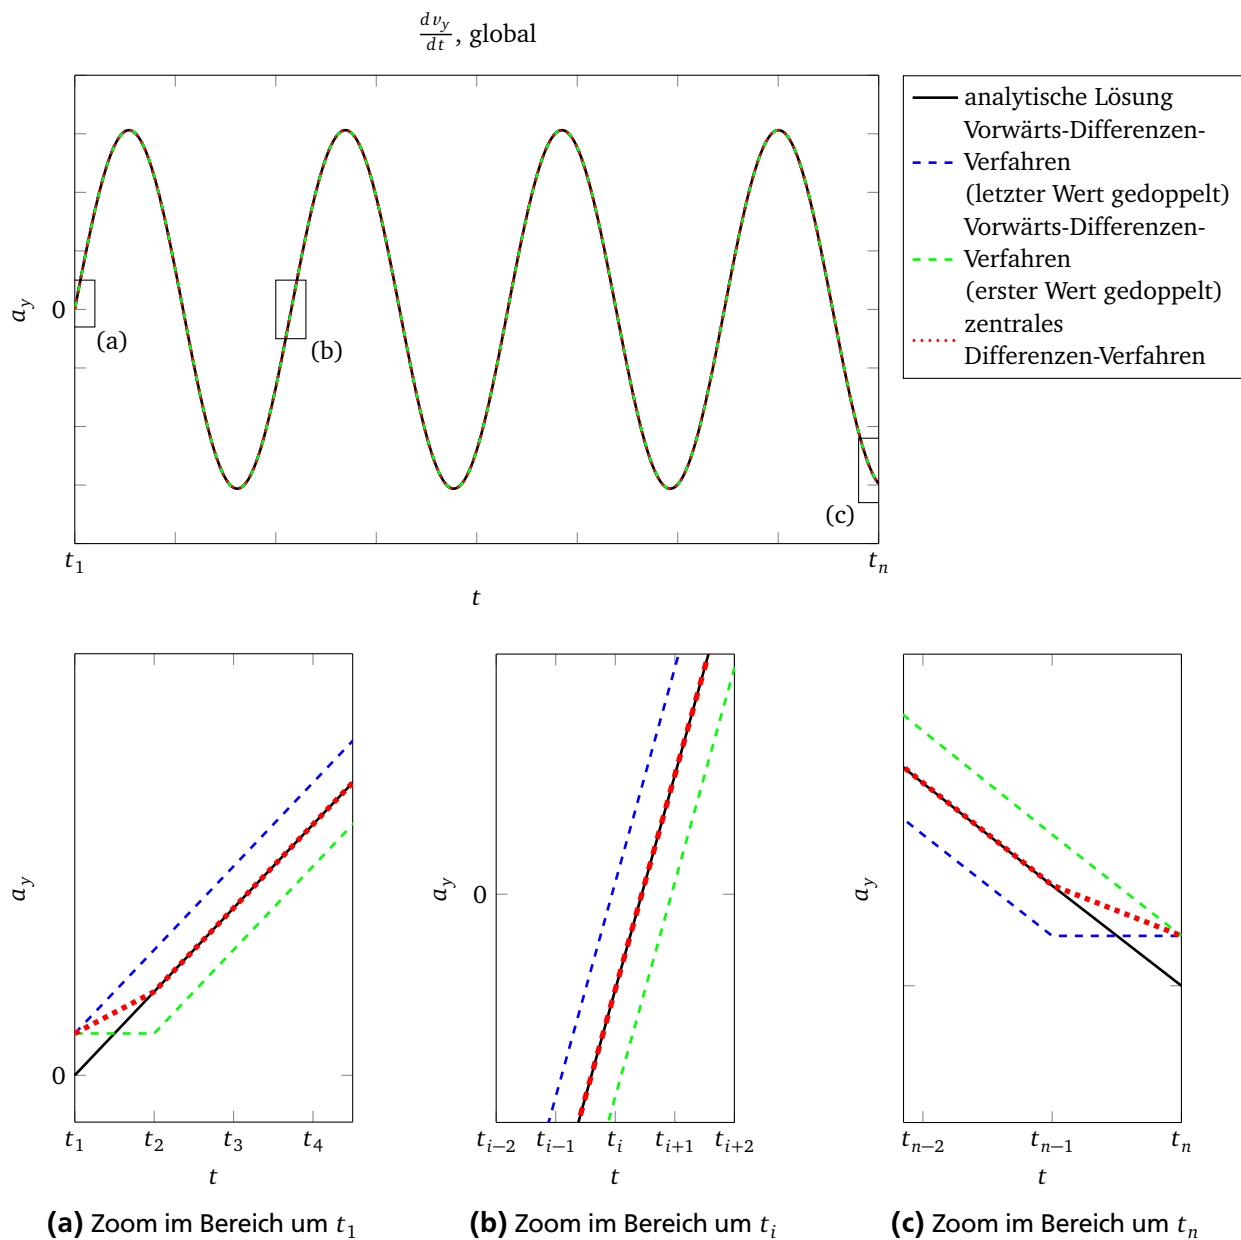 dv_y/dt, global
a_y
0
(a)
(b)
(c)
t_1
t_n
t
analytische Lösung
Vorwärts-Differenzen-
Verfahren
(letzter Wert gedoppelt)
Vorwärts-Differenzen-
Verfahren
(erster Wert gedoppelt)
zentrales
Differenzen-Verfahren
a_y
0
t_1 t_2 t_3 t_4
t
(a) Zoom im Bereich um t_1
a_y
0
t_{i−2} t_{i−1} t_i t_{i+1} t_{i+2}
t
(b) Zoom im Bereich um t_i
a_y
t_{n−2} t_{n−1} t_n
t
(c) Zoom im Bereich um t_n